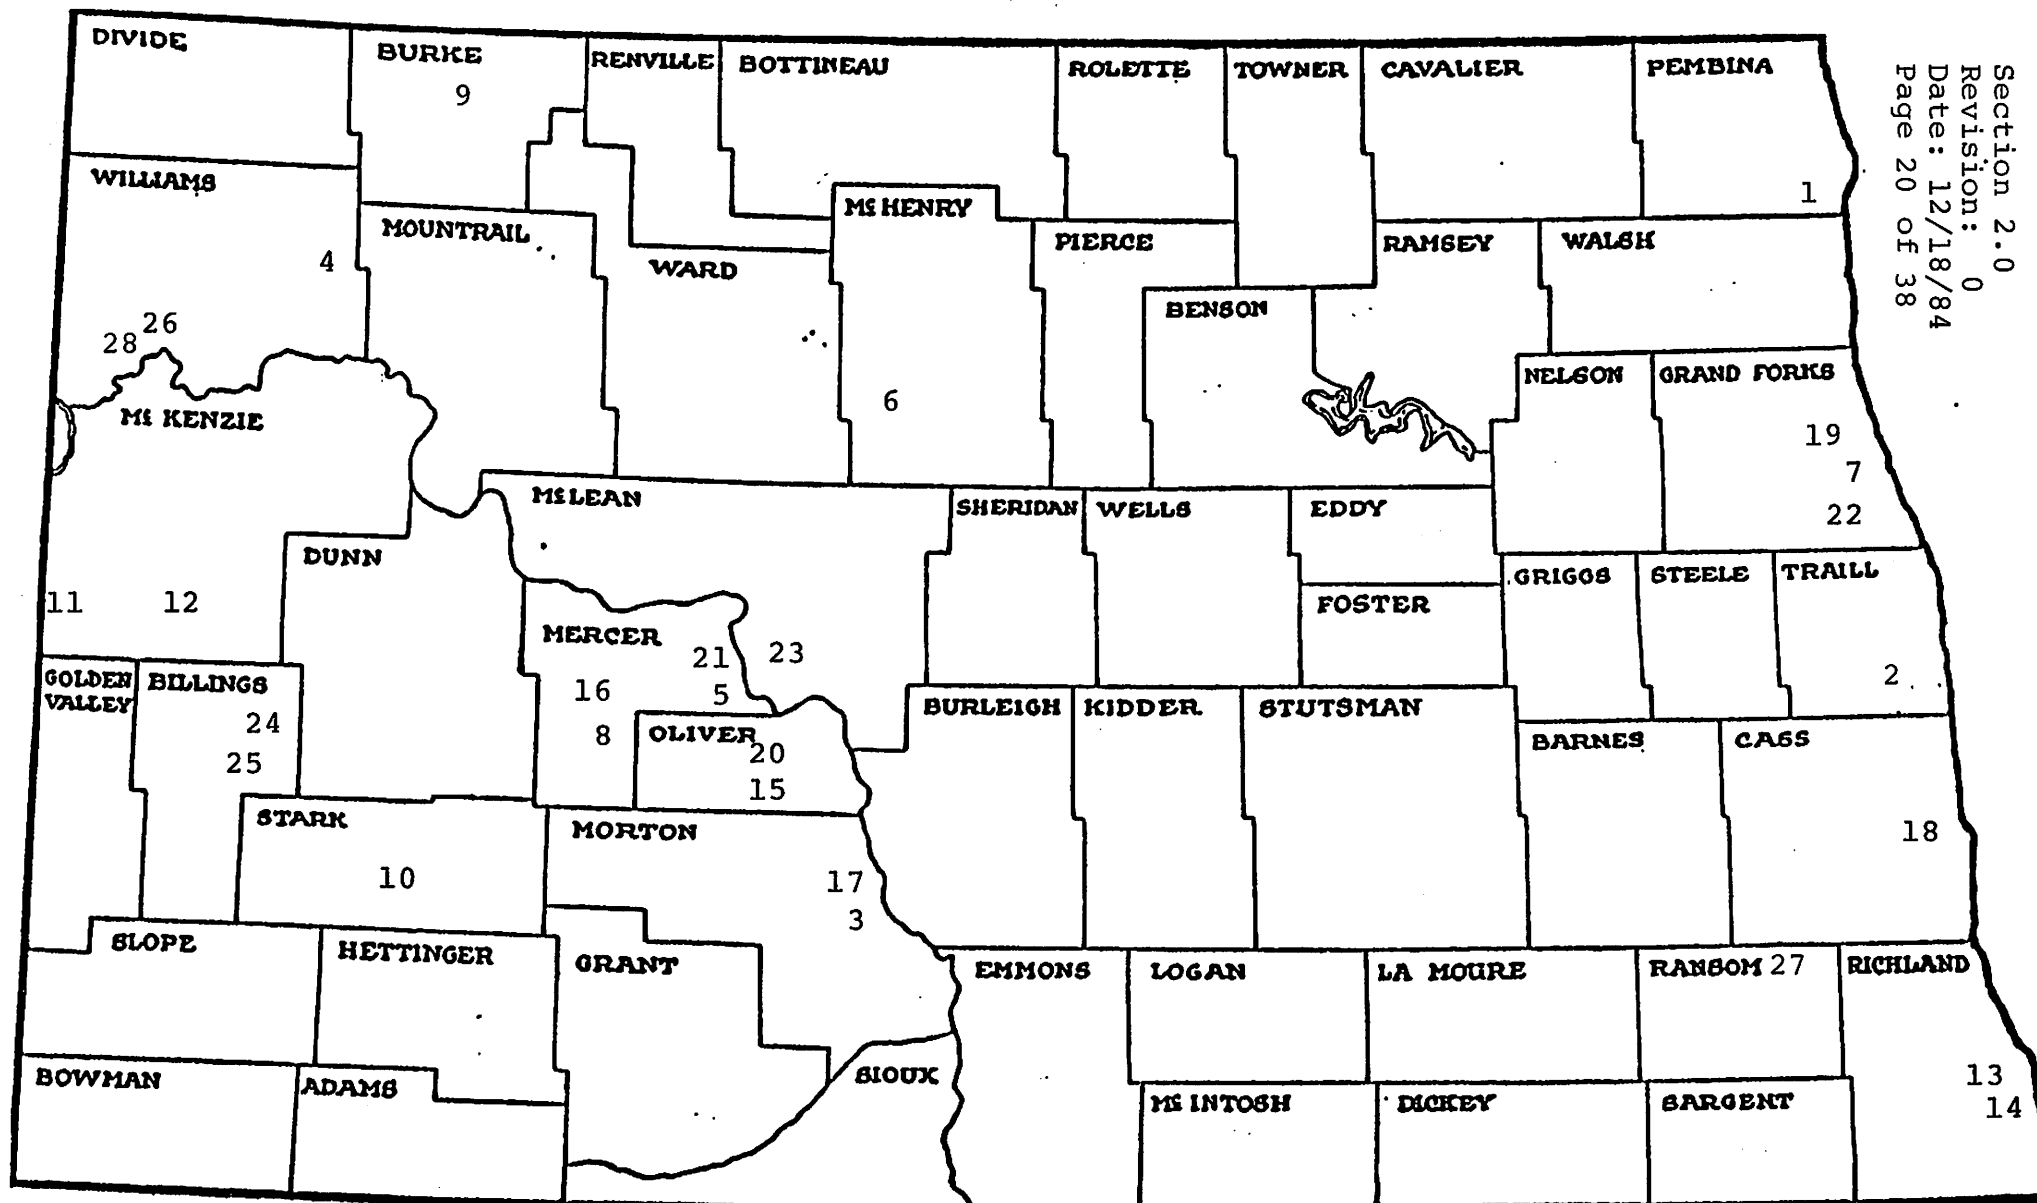 Section 2.0
Revision: 0
Date: 12/18/84
Page 20 of 38
DIVIDE
BURKE
9
RENVILLE
BOTTINEAU
ROLETTE
TOWNER
CAVALIER
PEMBINA
1
WILLIAMS
4
26
28
MOUNTRAIL
WARD
McHENRY
6
PIERCE
BENSON
RAMSEY
WALSH
NELSON
GRAND FORKS
19
7
22
McKENZIE
11
12
DUNN
McLEAN
23
SHERIDAN
WELLS
EDDY
FOSTER
GRIGGS
STEELE
TRAILL
2
MERCER
21
16
5
8
OLIVER
20
15
GOLDEN
VALLEY
BILLINGS
24
25
STARK
10
MORTON
17
3
BURLEIGH
KIDDER
STUTSMAN
BARNES
CASS
18
SLOPE
HETTINGER
GRANT
EMMONS
LOGAN
LA MOURE
RANSOM 27
RICHLAND
13
14
BOWMAN
ADAMS
SIOUX
McINTOSH
DICKEY
SARGENT